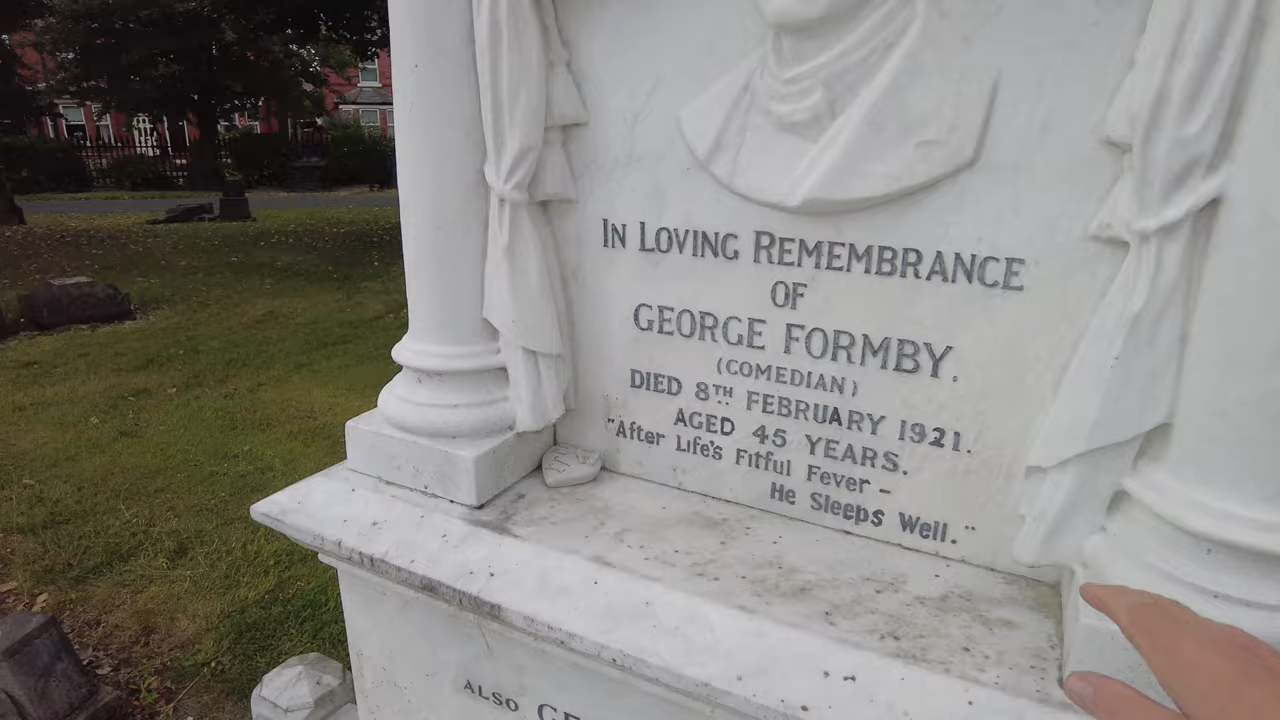 IN LOVING REMEMBRANCE
OF
GEORGE FORMBY.
(COMEDIAN)
DIED 8TH FEBRUARY 1921.
AGED 45 YEARS.
"After Life's Fitful Fever –
He Sleeps Well."
ALSO